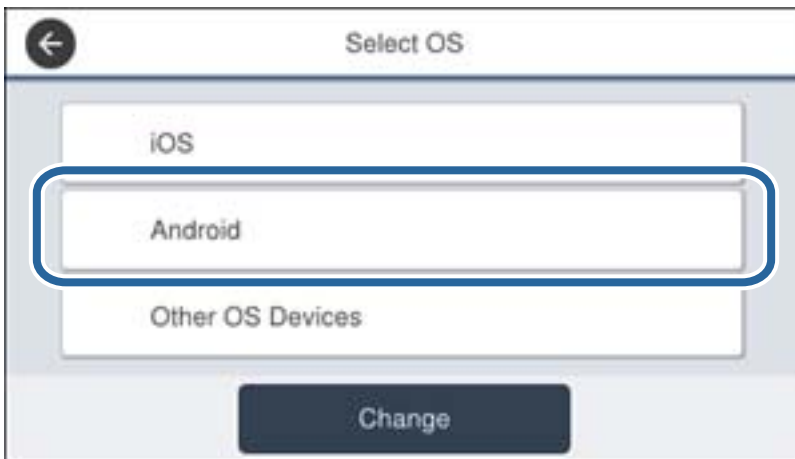 Select OS
iOS
Android
Other OS Devices
Change